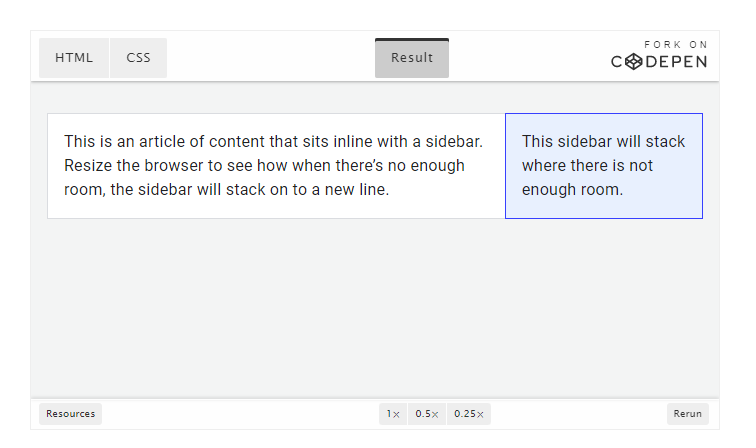 HTML
CSS
Result
FORK ON
CODEPEN
This is an article of content that sits inline with a sidebar.
Resize the browser to see how when there’s no enough
room, the sidebar will stack on to a new line.
This sidebar will stack
where there is not
enough room.
Resources
1×
0.5×
0.25×
Rerun